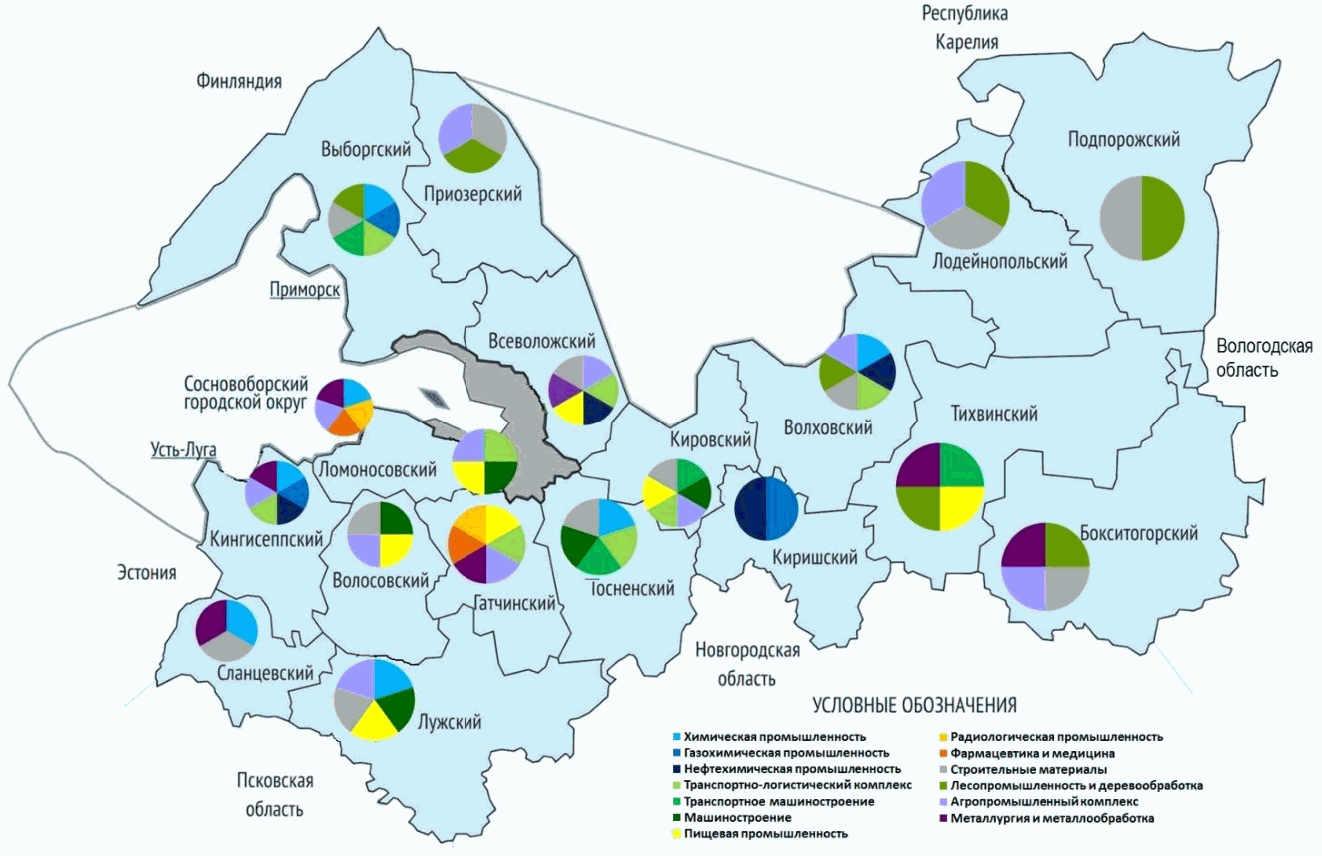 Республика
Карелия
Финляндия
Подпорожский
Выборгский
Приозерский
Лодейнопольский
Приморск
Всеволожский
Вологодская
область
Сосновоборский
городской округ
Тихвинский
Волховский
Кировский
Усть-Луга
Ломоносовский
Кингисеппский
Бокситогорский
Киришский
Эстония
Волосовский
Гатчинский
Тосненский
Новгородская
область
Сланцевский
Лужский
Псковская
область
УСЛОВНЫЕ ОБОЗНАЧЕНИЯ
Химическая промышленность
Газохимическая промышленность
Нефтехимическая промышленность
Транспортно-логистический комплекс
Транспортное машиностроение
Машиностроение
Пищевая промышленность
Радиологическая промышленность
Фармацевтика и медицина
Строительные материалы
Лесопромышленность и деревообработка
Агропромышленный комплекс
Металлургия и металлообработка